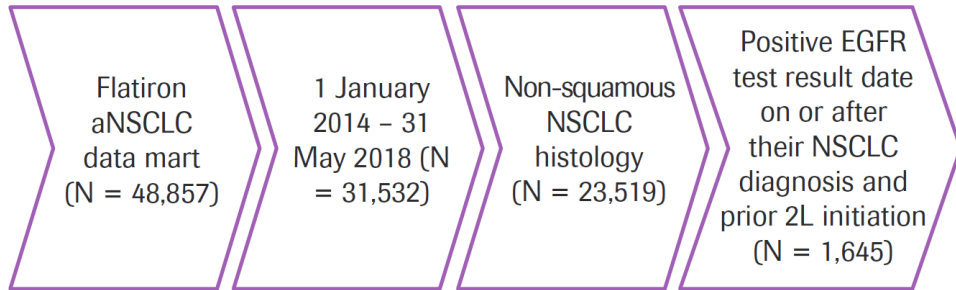 Flatiron
aNSCLC
data mart
(N = 48,857)
1 January
2014 – 31
May 2018 (N
= 31,532)
Non-squamous
NSCLC
histology
(N = 23,519)
Positive EGFR
test result date
on or after
their NSCLC
diagnosis and
prior 2L initiation
(N = 1,645)